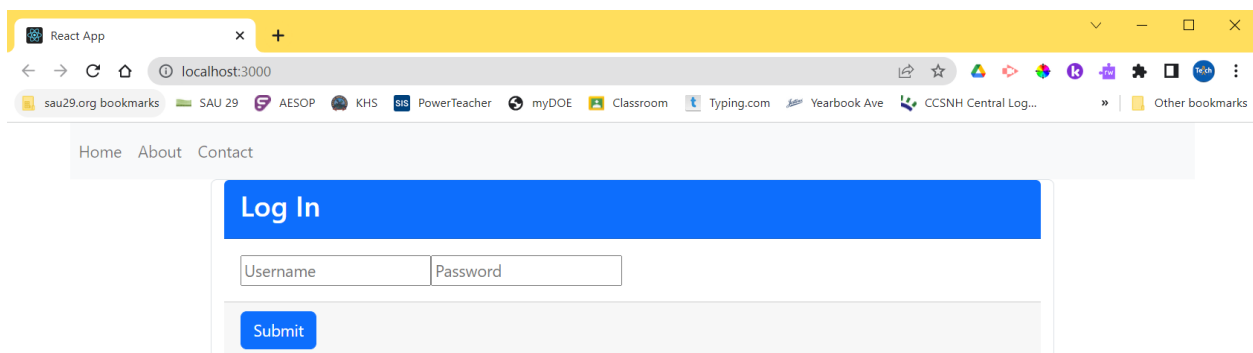 React App
localhost:3000
sau29.org bookmarks SAU 29 AESOP KHS SIS PowerTeacher myDOE Classroom t Typing.com Yearbook Ave CCSNH Central Log... » Other bookmarks
Home About Contact
Log In
Username Password
Submit